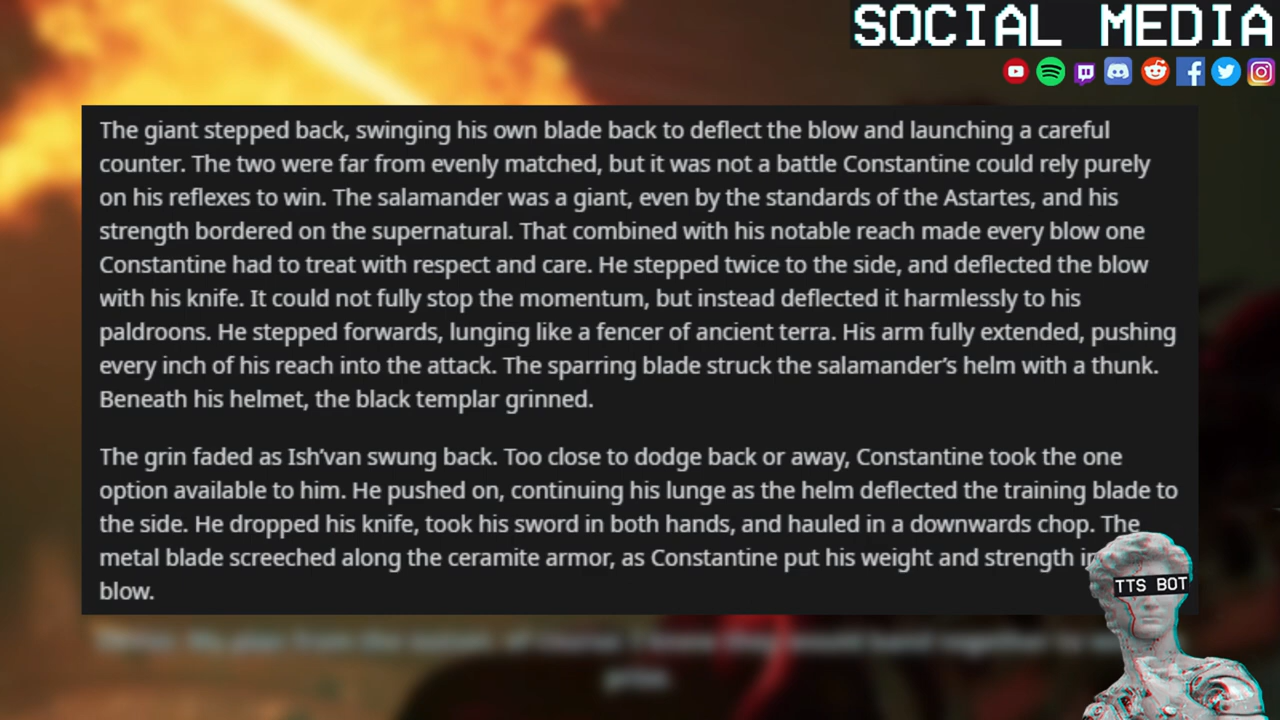 SOCIAL MEDIA
The giant stepped back, swinging his own blade back to deflect the blow and launching a careful
counter. The two were far from evenly matched, but it was not a battle Constantine could rely purely
on his reflexes to win. The salamander was a giant, even by the standards of the Astartes, and his
strength bordered on the supernatural. That combined with his notable reach made every blow one
Constantine had to treat with respect and care. He stepped twice to the side, and deflected the blow
with his knife. It could not fully stop the momentum, but instead deflected it harmlessly to his
paldroons. He stepped forwards, lunging like a fencer of ancient terra. His arm fully extended, pushing
every inch of his reach into the attack. The sparring blade struck the salamander’s helm with a thunk.
Beneath his helmet, the black templar grinned.
The grin faded as Ish’van swung back. Too close to dodge back or away, Constantine took the one
option available to him. He pushed on, continuing his lunge as the helm deflected the training blade to
the side. He dropped his knife, took his sword in both hands, and hauled in a downwards chop. The
metal blade screeched along the ceramite armor, as Constantine put his weight and strength
blow.
TTS BOT